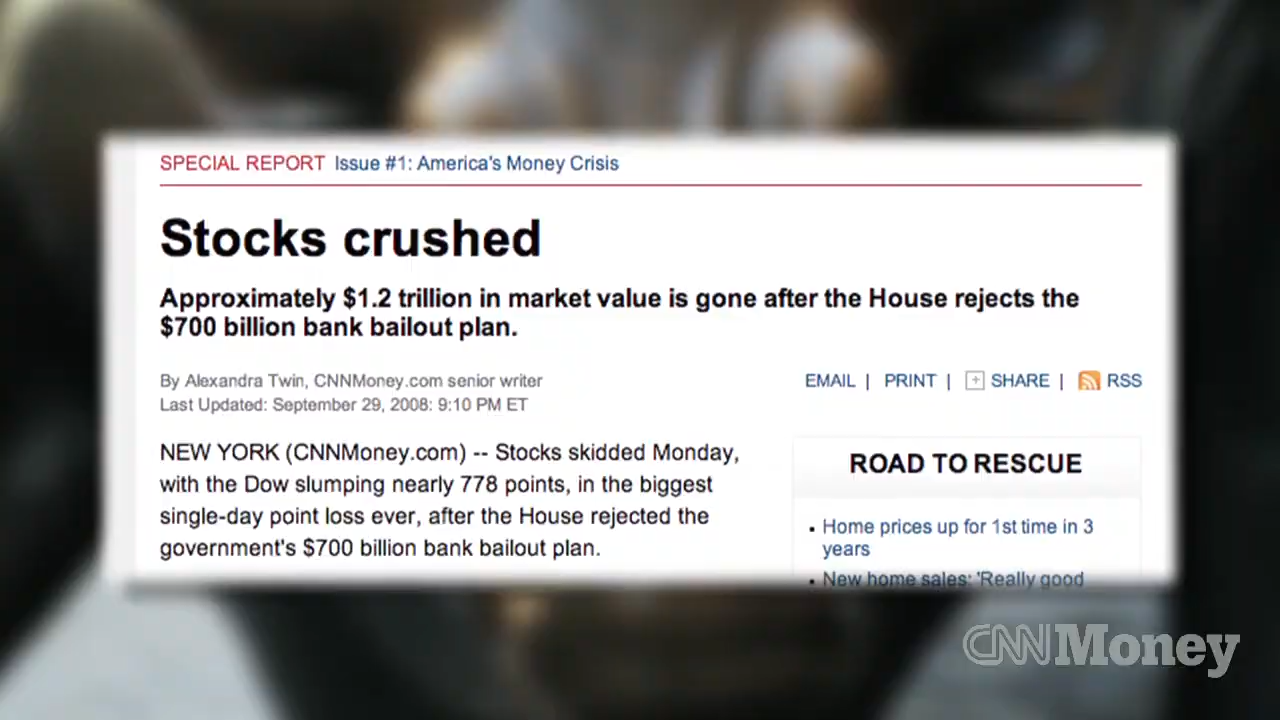 SPECIAL REPORT Issue #1: America's Money Crisis
Stocks crushed
Approximately $1.2 trillion in market value is gone after the House rejects the
$700 billion bank bailout plan.
By Alexandra Twin, CNNMoney.com senior writer
Last Updated: September 29, 2008: 9:10 PM ET
EMAIL | PRINT | SHARE | RSS
NEW YORK (CNNMoney.com) -- Stocks skidded Monday,
with the Dow slumping nearly 778 points, in the biggest
single-day point loss ever, after the House rejected the
government's $700 billion bank bailout plan.
ROAD TO RESCUE
• Home prices up for 1st time in 3
years
• New home sales: 'Really good
CNNMoney